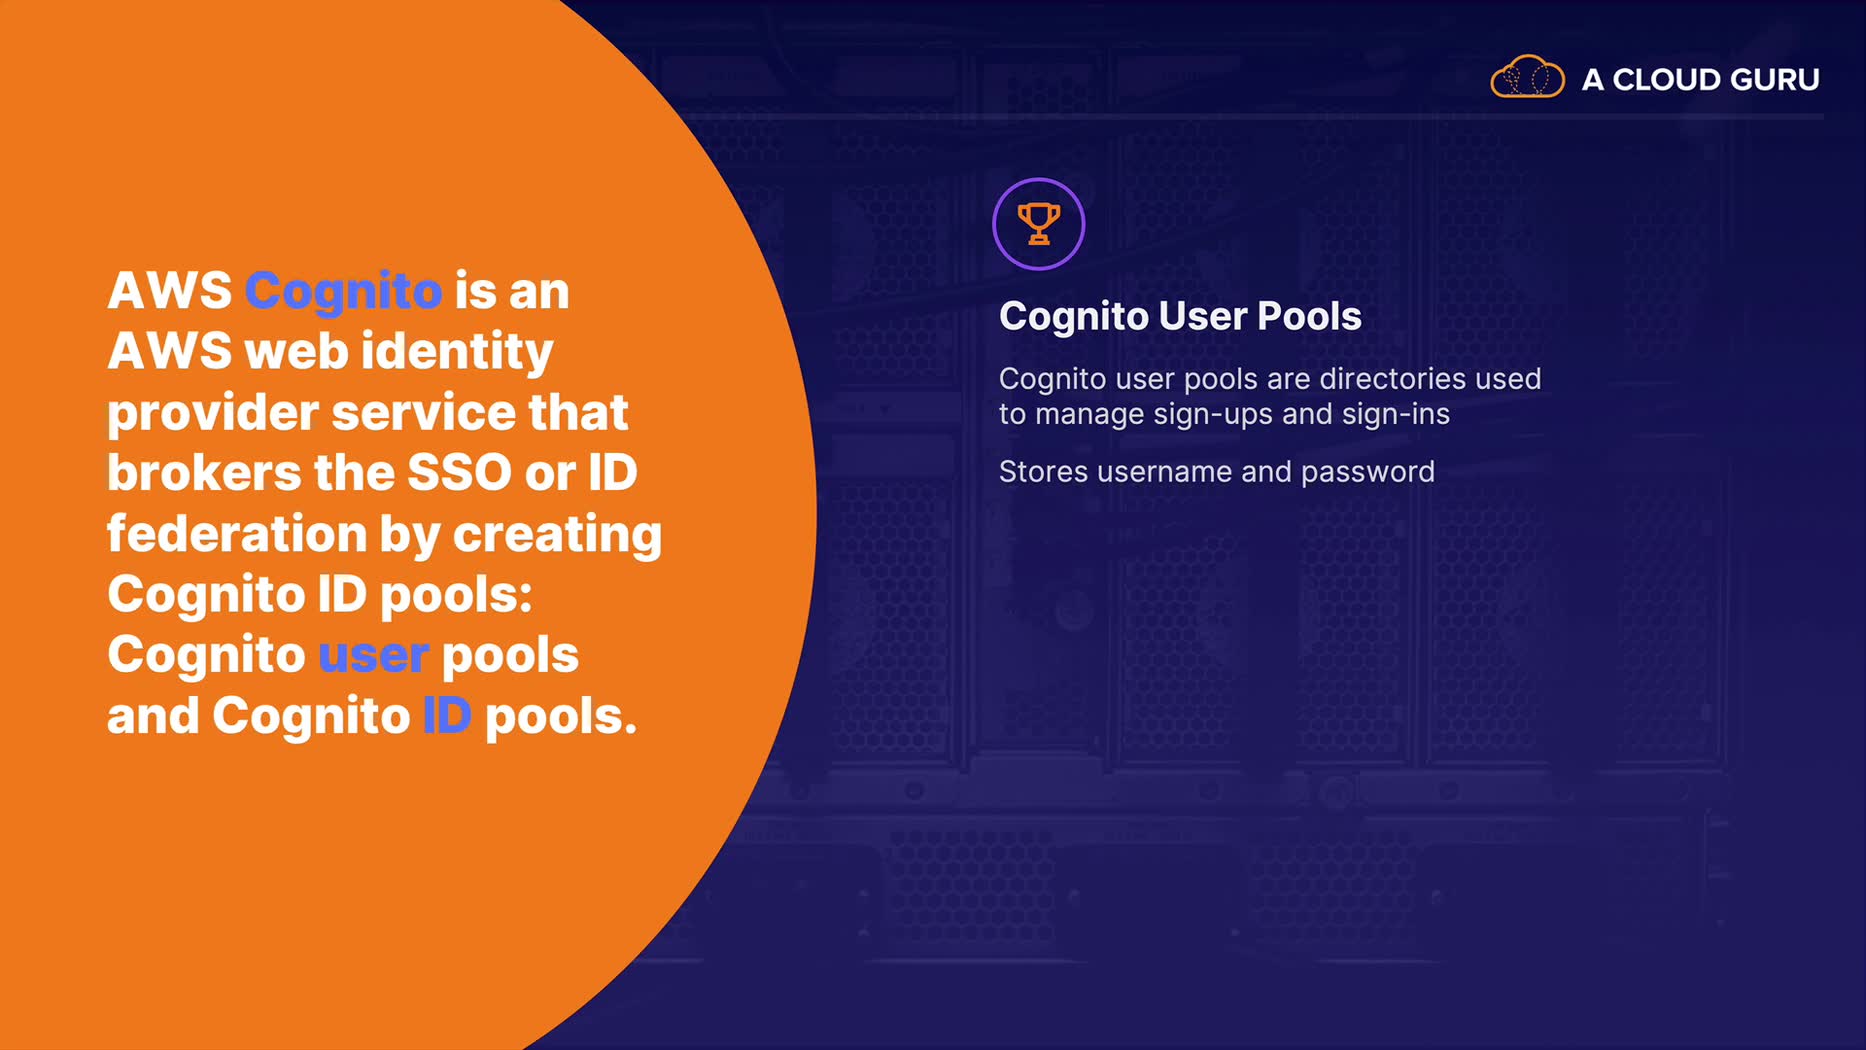 A CLOUD GURU
AWS Cognito is an
AWS web identity
provider service that
brokers the SSO or ID
federation by creating
Cognito ID pools:
Cognito user pools
and Cognito ID pools.
Cognito User Pools
Cognito user pools are directories used
to manage sign-ups and sign-ins
Stores username and password